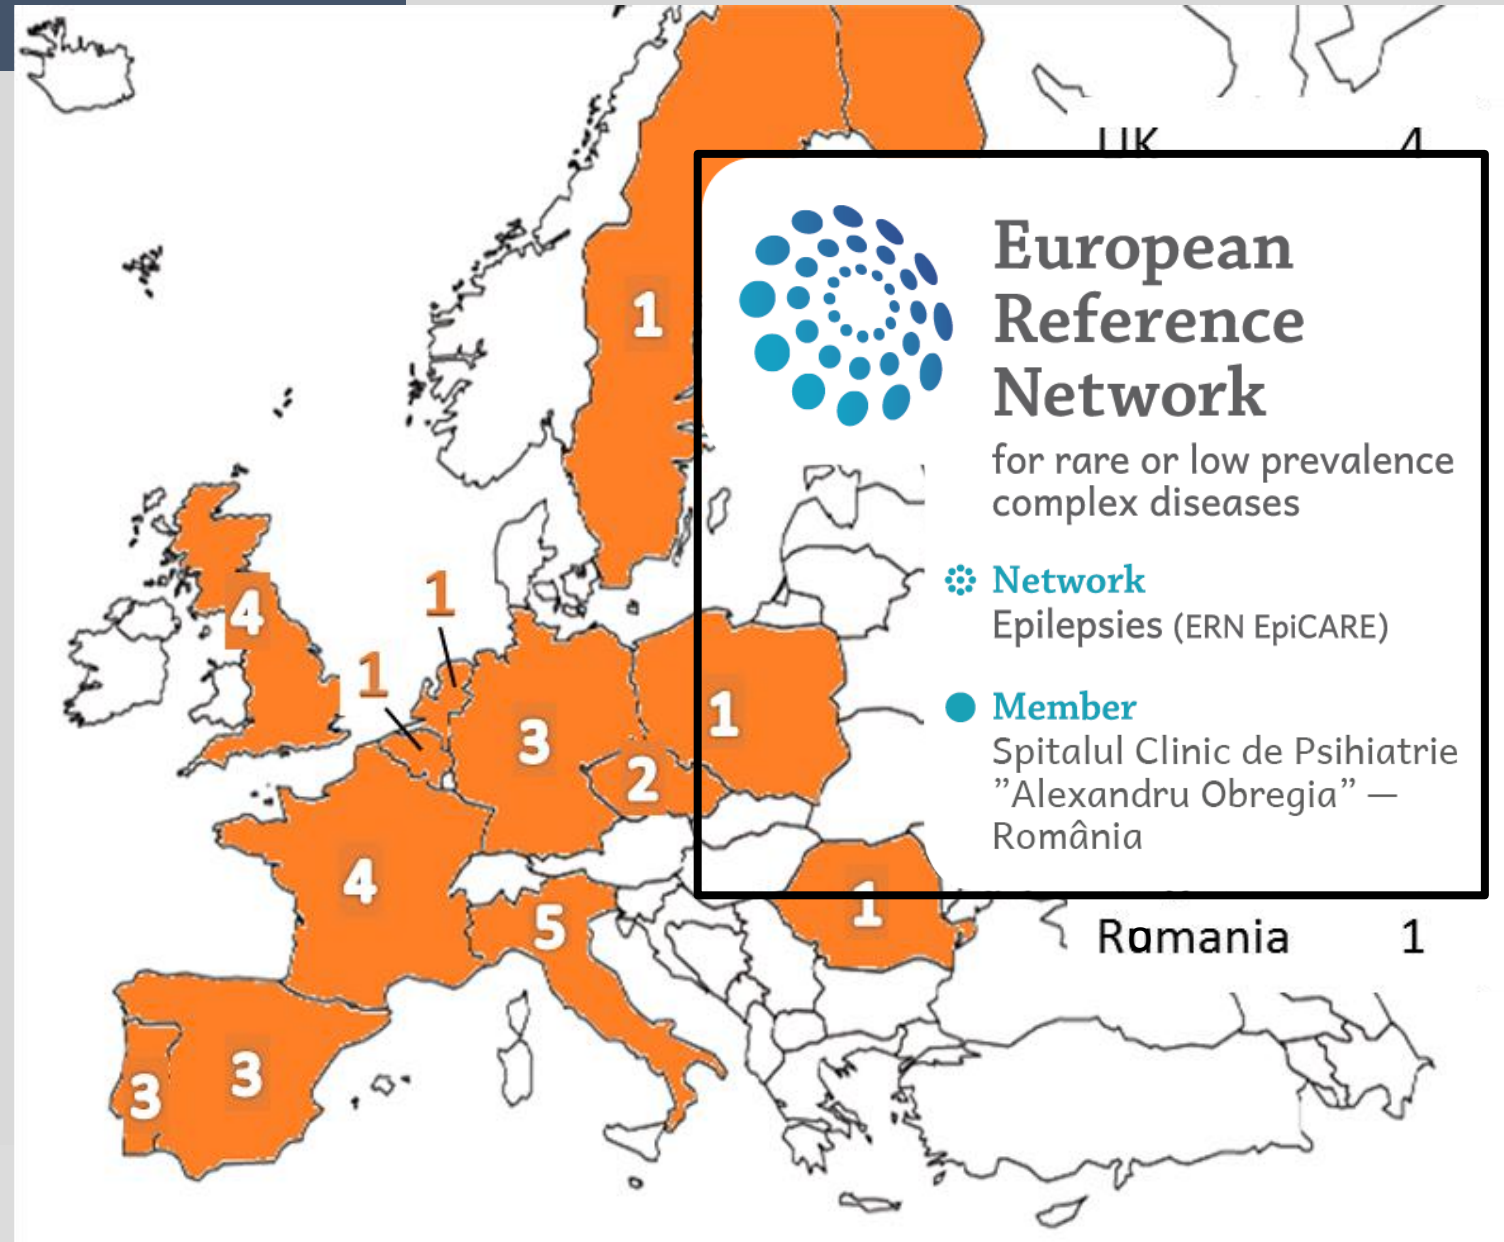 UK 4
European
Reference
Network
for rare or low prevalence
complex diseases
Network
Epilepsies (ERN EpiCARE)
Member
Spitalul Clinic de Psihiatrie
”Alexandru Obregia” —
România
1
4
1
1
3
1
2
4
1
5
Romania 1
3
3